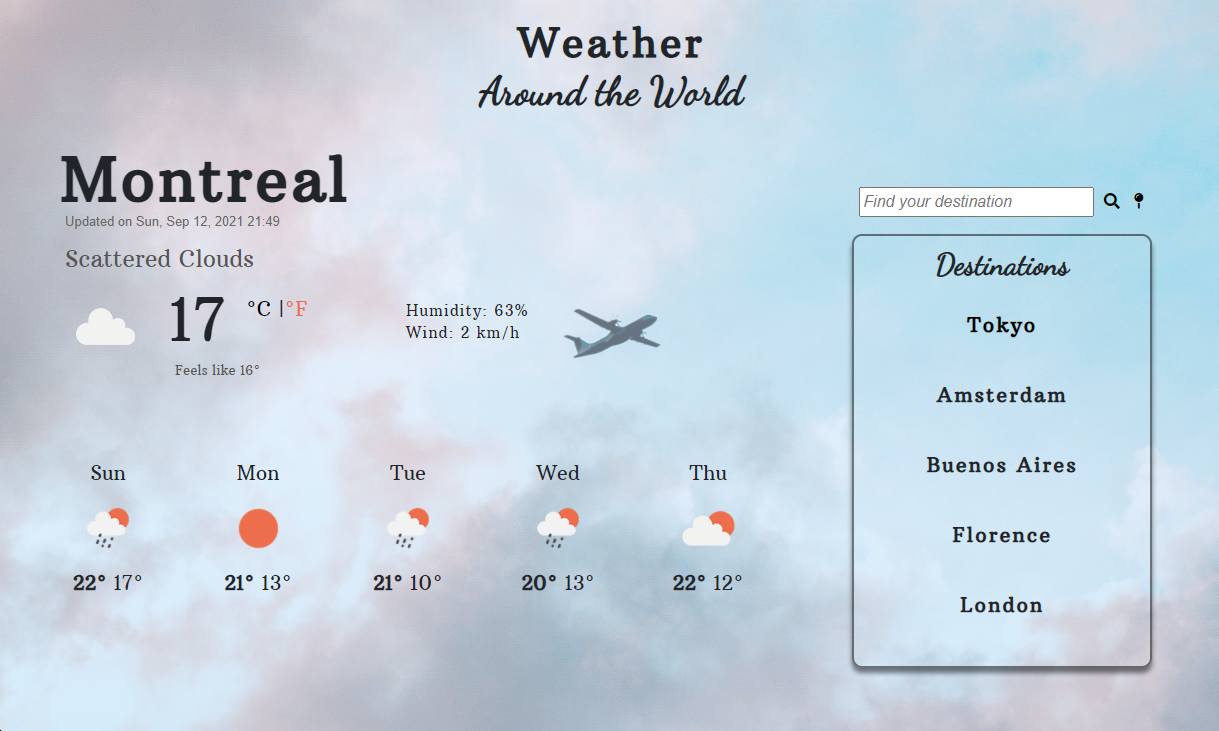 Weather
Around the World
Montreal
Updated on Sun, Sep 12, 2021 21:49
Scattered Clouds
17 °C |°F
Feels like 16°
Humidity: 63%
Wind: 2 km/h
Find your destination
Destinations
Tokyo
Amsterdam
Buenos Aires
Florence
London
Sun Mon Tue Wed Thu
22° 17° 21° 13° 21° 10° 20° 13° 22° 12°